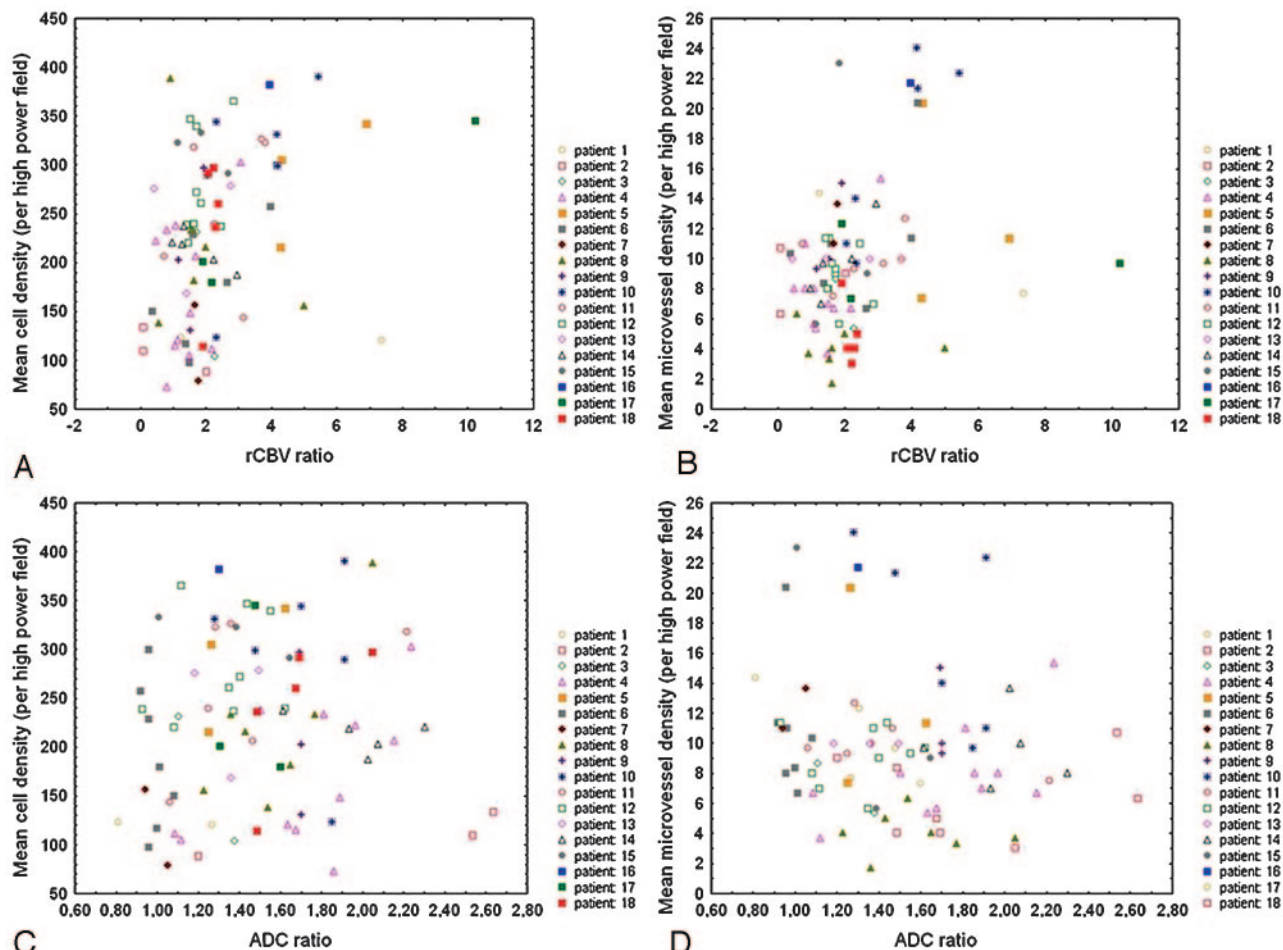 450
400
350
300
250
200
150
100
50
-2 0 2 4 6 8 10 12
Mean cell density (per high power field)
rCBV ratio
A
patient: 1
patient: 2
patient: 3
patient: 4
patient: 5
patient: 6
patient: 7
patient: 8
patient: 9
patient: 10
patient: 11
patient: 12
patient: 13
patient: 14
patient: 15
patient: 16
patient: 17
patient: 18
26
24
22
20
18
16
14
12
10
8
6
4
2
0
-2 0 2 4 6 8 10 12
Mean microvessel density (per high power field)
rCBV ratio
B
patient: 1
patient: 2
patient: 3
patient: 4
patient: 5
patient: 6
patient: 7
patient: 8
patient: 9
patient: 10
patient: 11
patient: 12
patient: 13
patient: 14
patient: 15
patient: 16
patient: 17
patient: 18
450
400
350
300
250
200
150
100
50
0,60 0,80 1,00 1,20 1,40 1,60 1,80 2,00 2,20 2,40 2,60 2,80
Mean cell density (per high power field)
ADC ratio
C
patient: 1
patient: 2
patient: 3
patient: 4
patient: 5
patient: 6
patient: 7
patient: 8
patient: 9
patient: 10
patient: 11
patient: 12
patient: 13
patient: 14
patient: 15
patient: 16
patient: 17
patient: 18
26
24
22
20
18
16
14
12
10
8
6
4
2
0
0,60 0,80 1,00 1,20 1,40 1,60 1,80 2,00 2,20 2,40 2,60 2,80
Mean microvessel density (per high power field)
ADC ratio
D
patient: 1
patient: 2
patient: 3
patient: 4
patient: 5
patient: 6
patient: 7
patient: 8
patient: 9
patient: 10
patient: 11
patient: 12
patient: 13
patient: 14
patient: 15
patient: 16
patient: 17
patient: 18